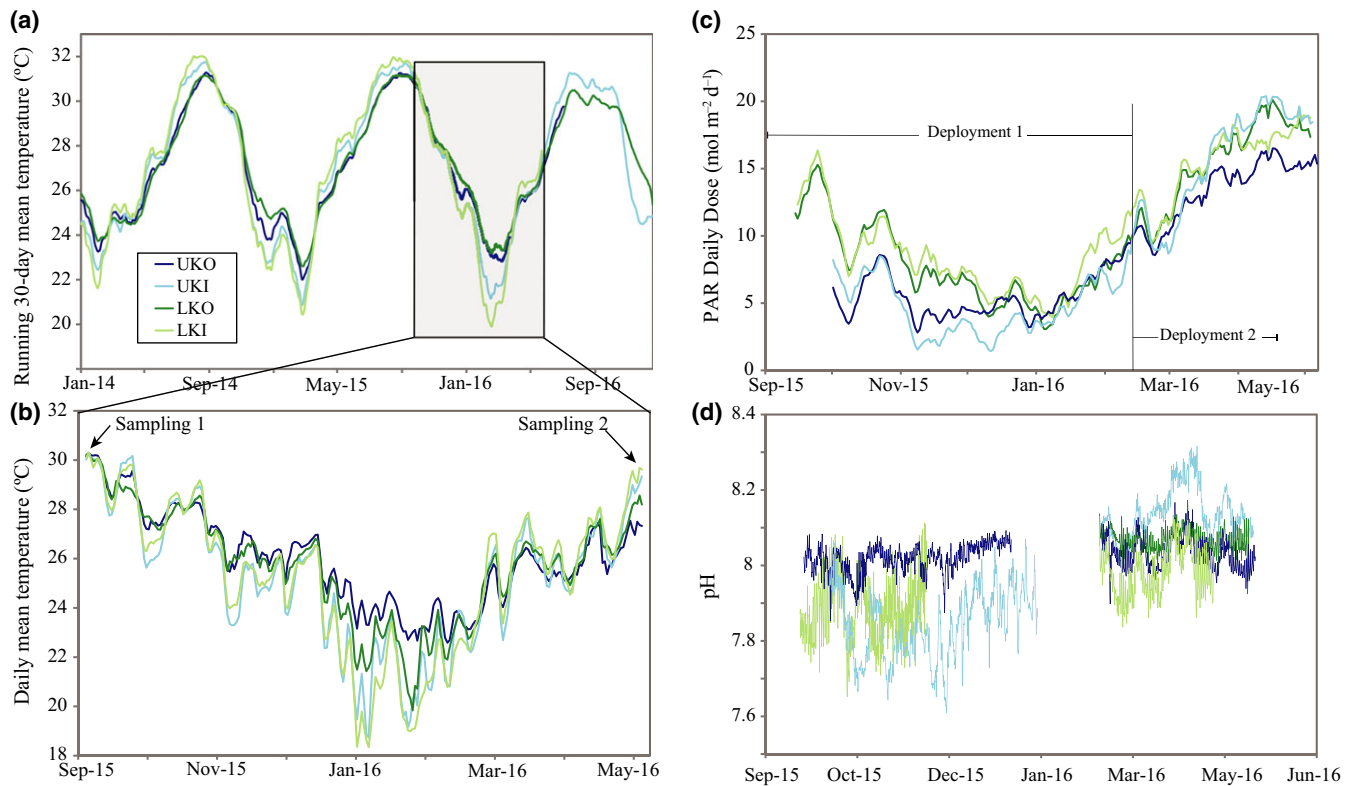 (a)
Running 30-day mean temperature (ºC)
32
30
28
26
24
22
20
UKO
UKI
LKO
LKI
Jan-14
Sep-14
May-15
Jan-16
Sep-16
(b)
Daily mean temperature (ºC)
32
30
28
26
24
22
20
18
Sampling 1
Sampling 2
Sep-15
Nov-15
Jan-16
Mar-16
May-16
(c)
PAR Daily Dose (mol m⁻² d⁻¹)
25
20
15
10
5
0
Deployment 1
Deployment 2
Sep-15
Nov-15
Jan-16
Mar-16
May-16
(d)
pH
8.4
8.2
8
7.8
7.6
Sep-15
Oct-15
Dec-15
Jan-16
Mar-16
May-16
Jun-16